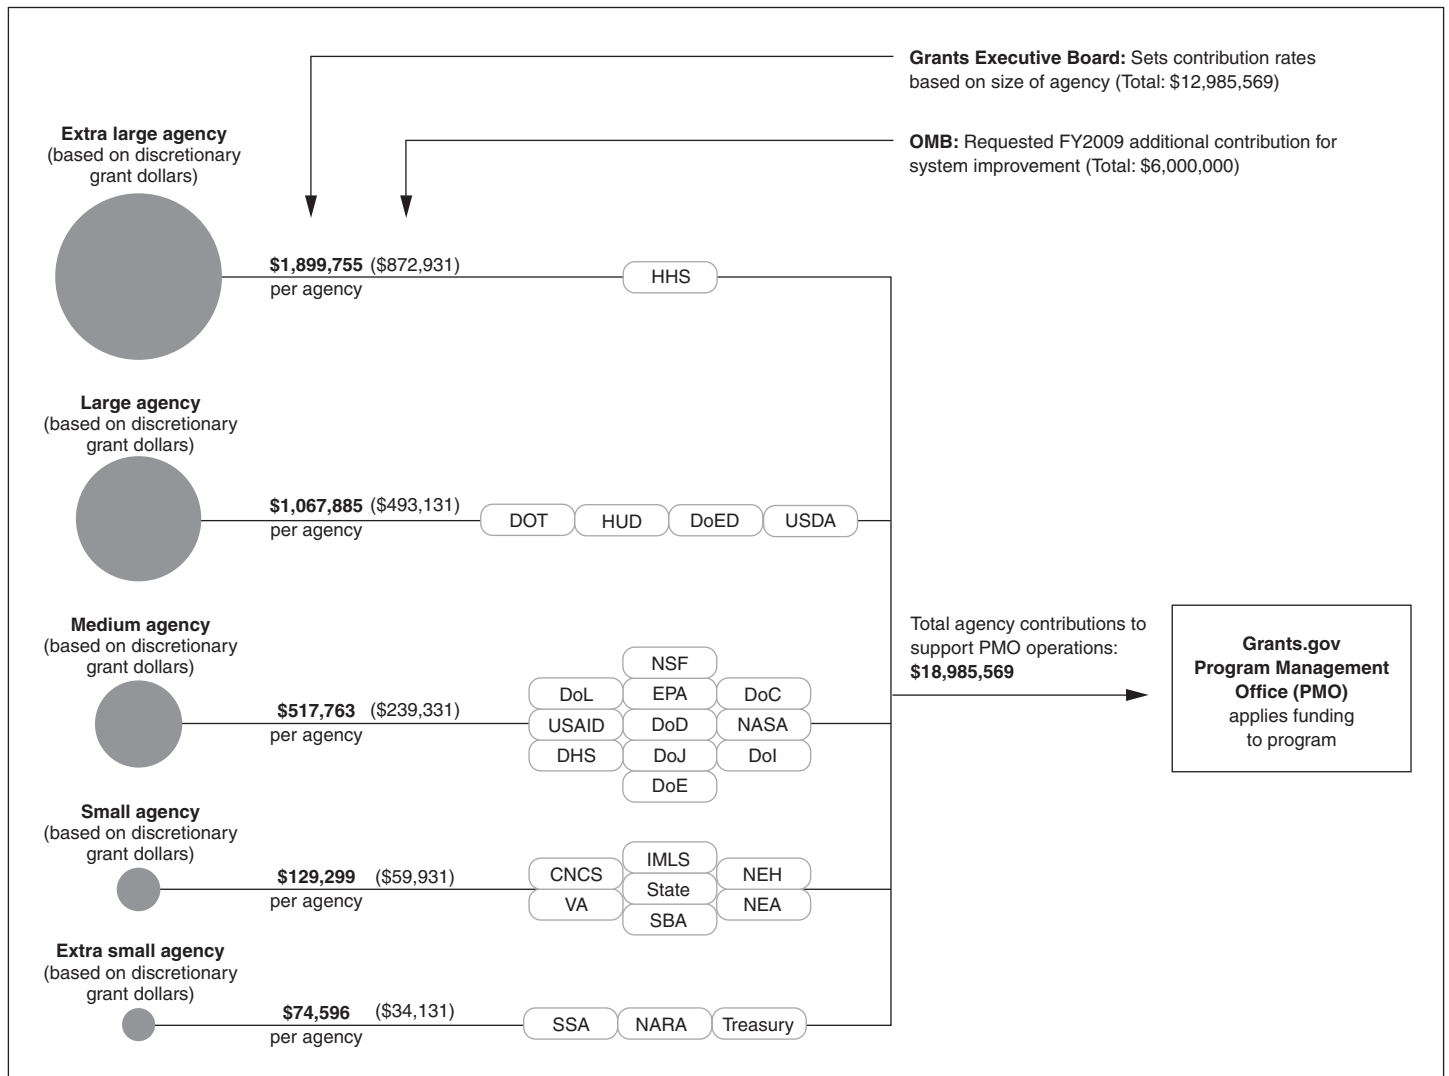 Grants Executive Board: Sets contribution rates
based on size of agency (Total: $12,985,569)
OMB: Requested FY2009 additional contribution for
system improvement (Total: $6,000,000)
Extra large agency
(based on discretionary
grant dollars)
$1,899,755 ($872,931)
per agency
HHS
Large agency
(based on discretionary
grant dollars)
$1,067,885 ($493,131)
per agency
DOT HUD DoED USDA
Medium agency
(based on discretionary
grant dollars)
$517,763 ($239,331)
per agency
NSF
DoL EPA DoC
USAID DoD NASA
DHS DoJ DoI
DoE
Small agency
(based on discretionary
grant dollars)
$129,299 ($59,931)
per agency
IMLS
CNCS NEH
State
VA NEA
SBA
Extra small agency
(based on discretionary
grant dollars)
$74,596 ($34,131)
per agency
SSA NARA Treasury
Total agency contributions to
support PMO operations:
$18,985,569
Grants.gov
Program Management
Office (PMO)
applies funding
to program